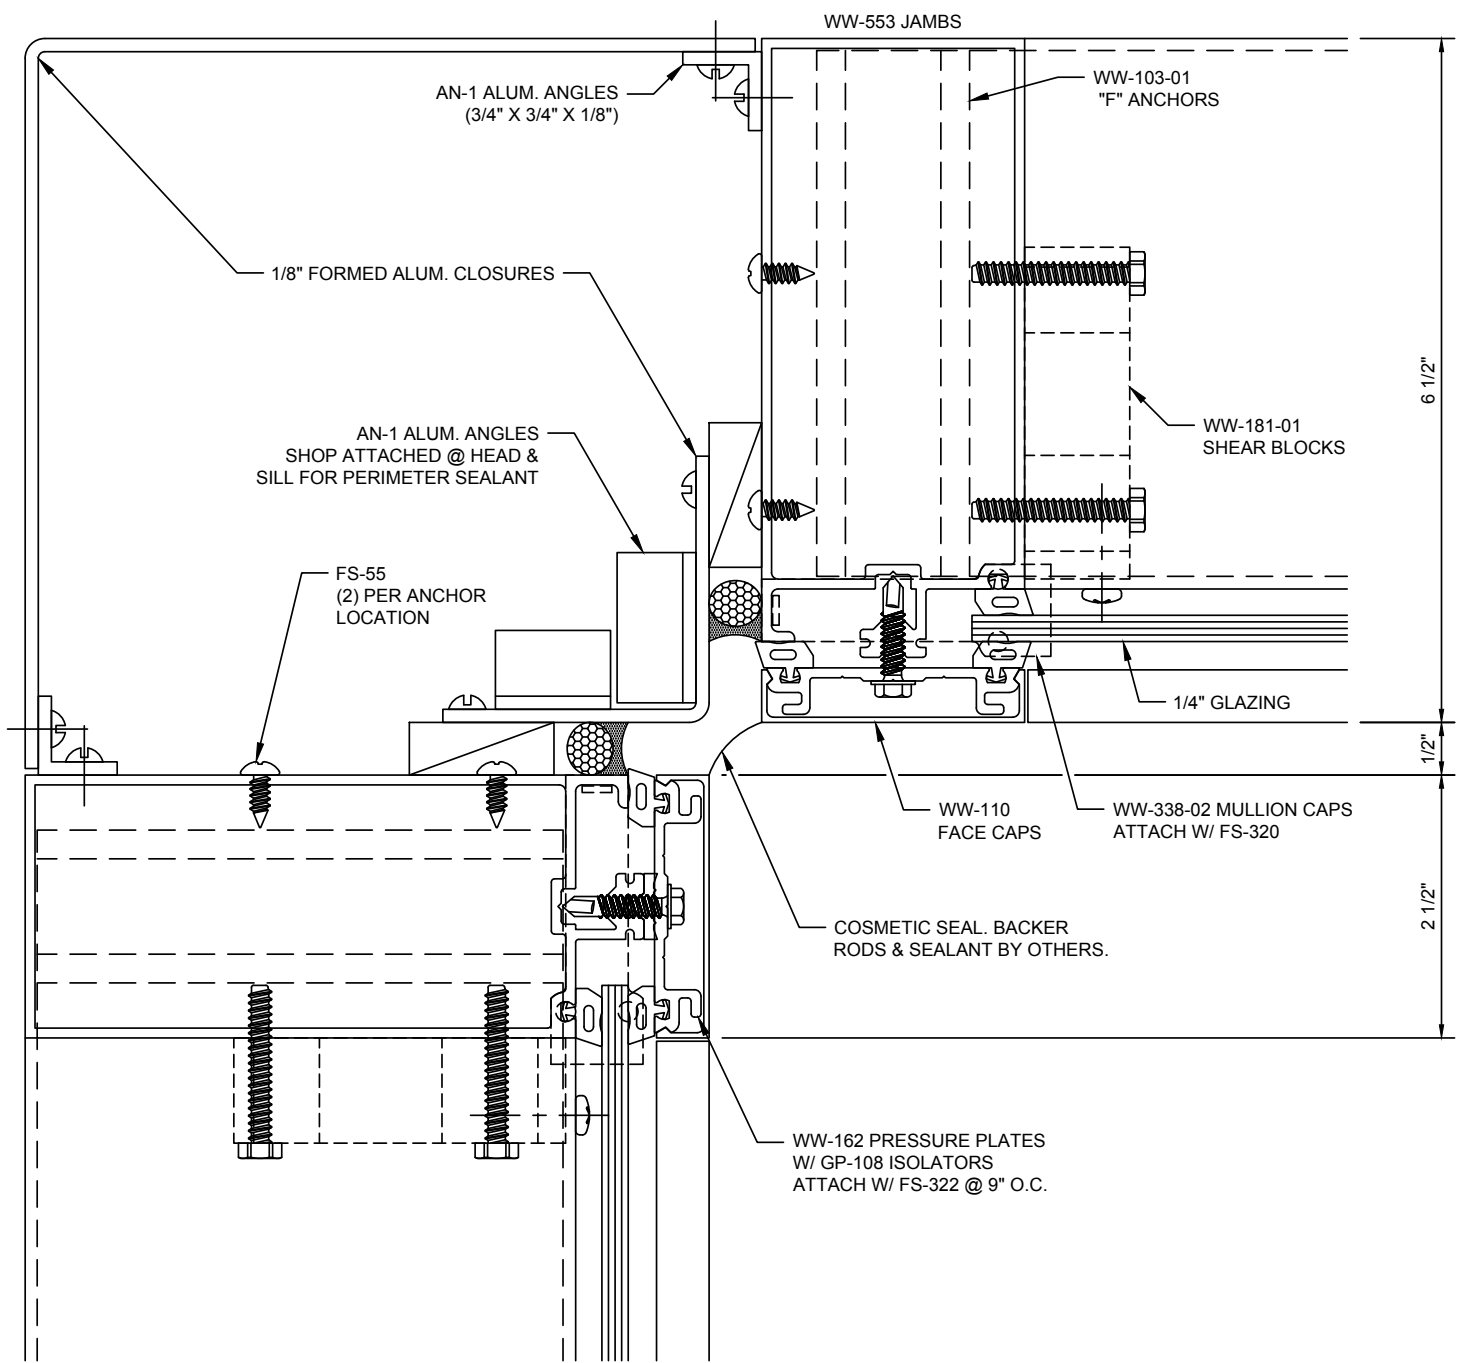 WW-553 JAMBS
AN-1 ALUM. ANGLES
(3/4" X 3/4" X 1/8")
WW-103-01
"F" ANCHORS
1/8" FORMED ALUM. CLOSURES
6 1/2"
AN-1 ALUM. ANGLES
SHOP ATTACHED @ HEAD &
SILL FOR PERIMETER SEALANT
WW-181-01
SHEAR BLOCKS
FS-55
(2) PER ANCHOR
LOCATION
1/4" GLAZING
1/2"
WW-110
FACE CAPS
WW-338-02 MULLION CAPS
ATTACH W/ FS-320
2 1/2"
COSMETIC SEAL. BACKER
RODS & SEALANT BY OTHERS.
WW-162 PRESSURE PLATES
W/ GP-108 ISOLATORS
ATTACH W/ FS-322 @ 9" O.C.